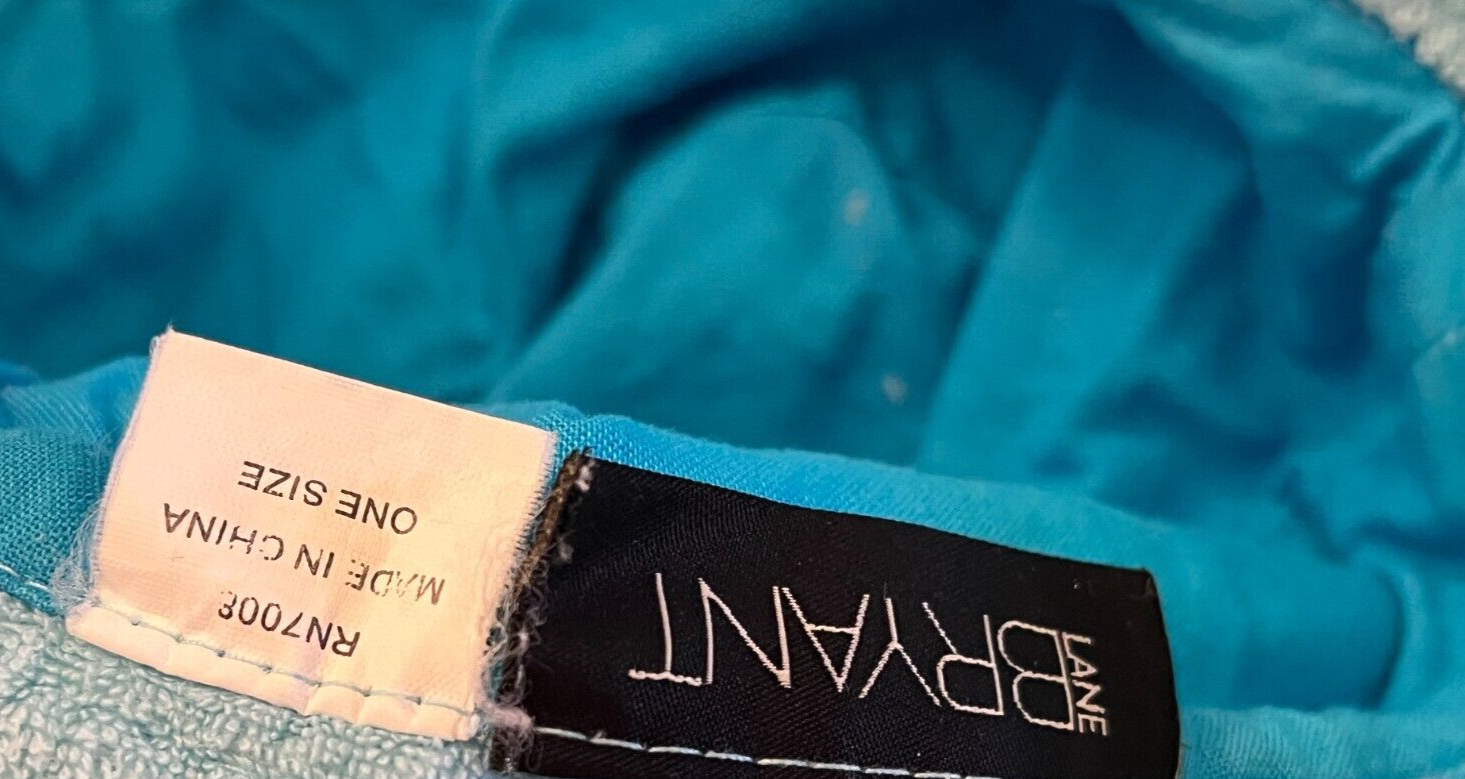 RN7008
MADE IN CHINA
ONE SIZE
LANE
BRYANT